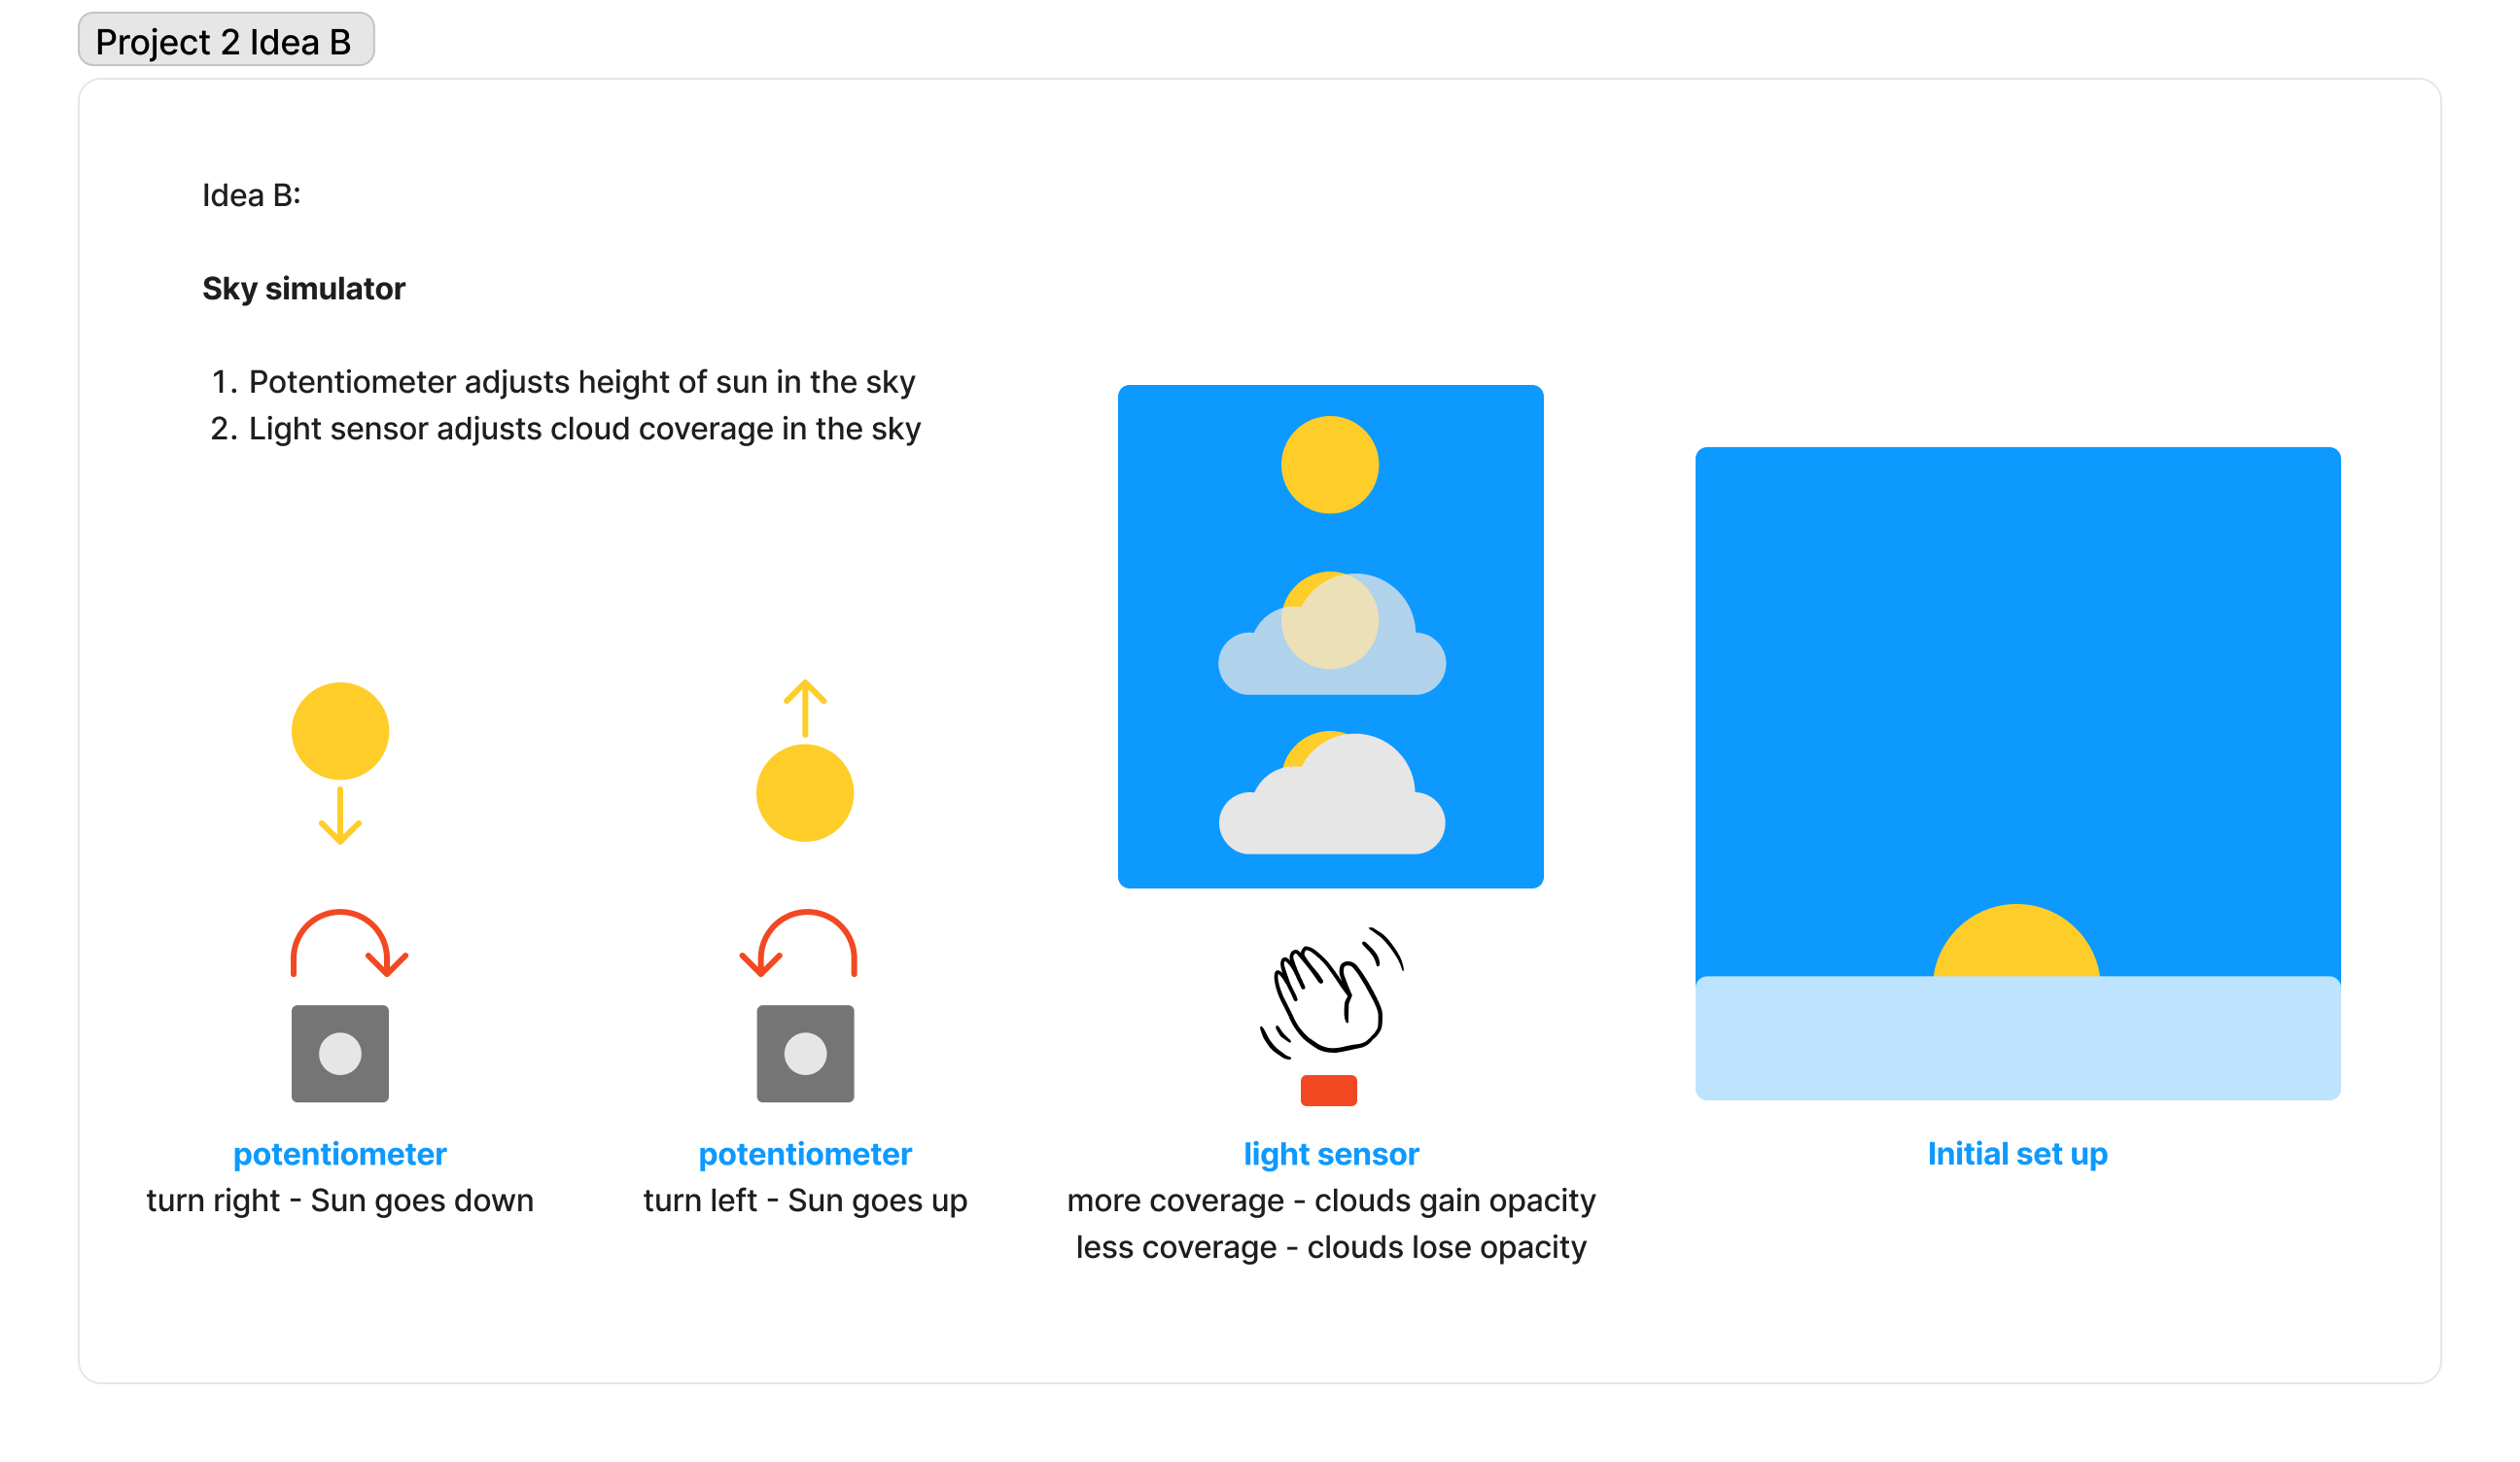 Project 2 Idea B
Idea B:
Sky simulator
1. Potentiometer adjusts height of sun in the sky
2. Light sensor adjusts cloud coverage in the sky
potentiometer
turn right - Sun goes down
potentiometer
turn left - Sun goes up
light sensor
more coverage - clouds gain opacity
less coverage - clouds lose opacity
Initial set up